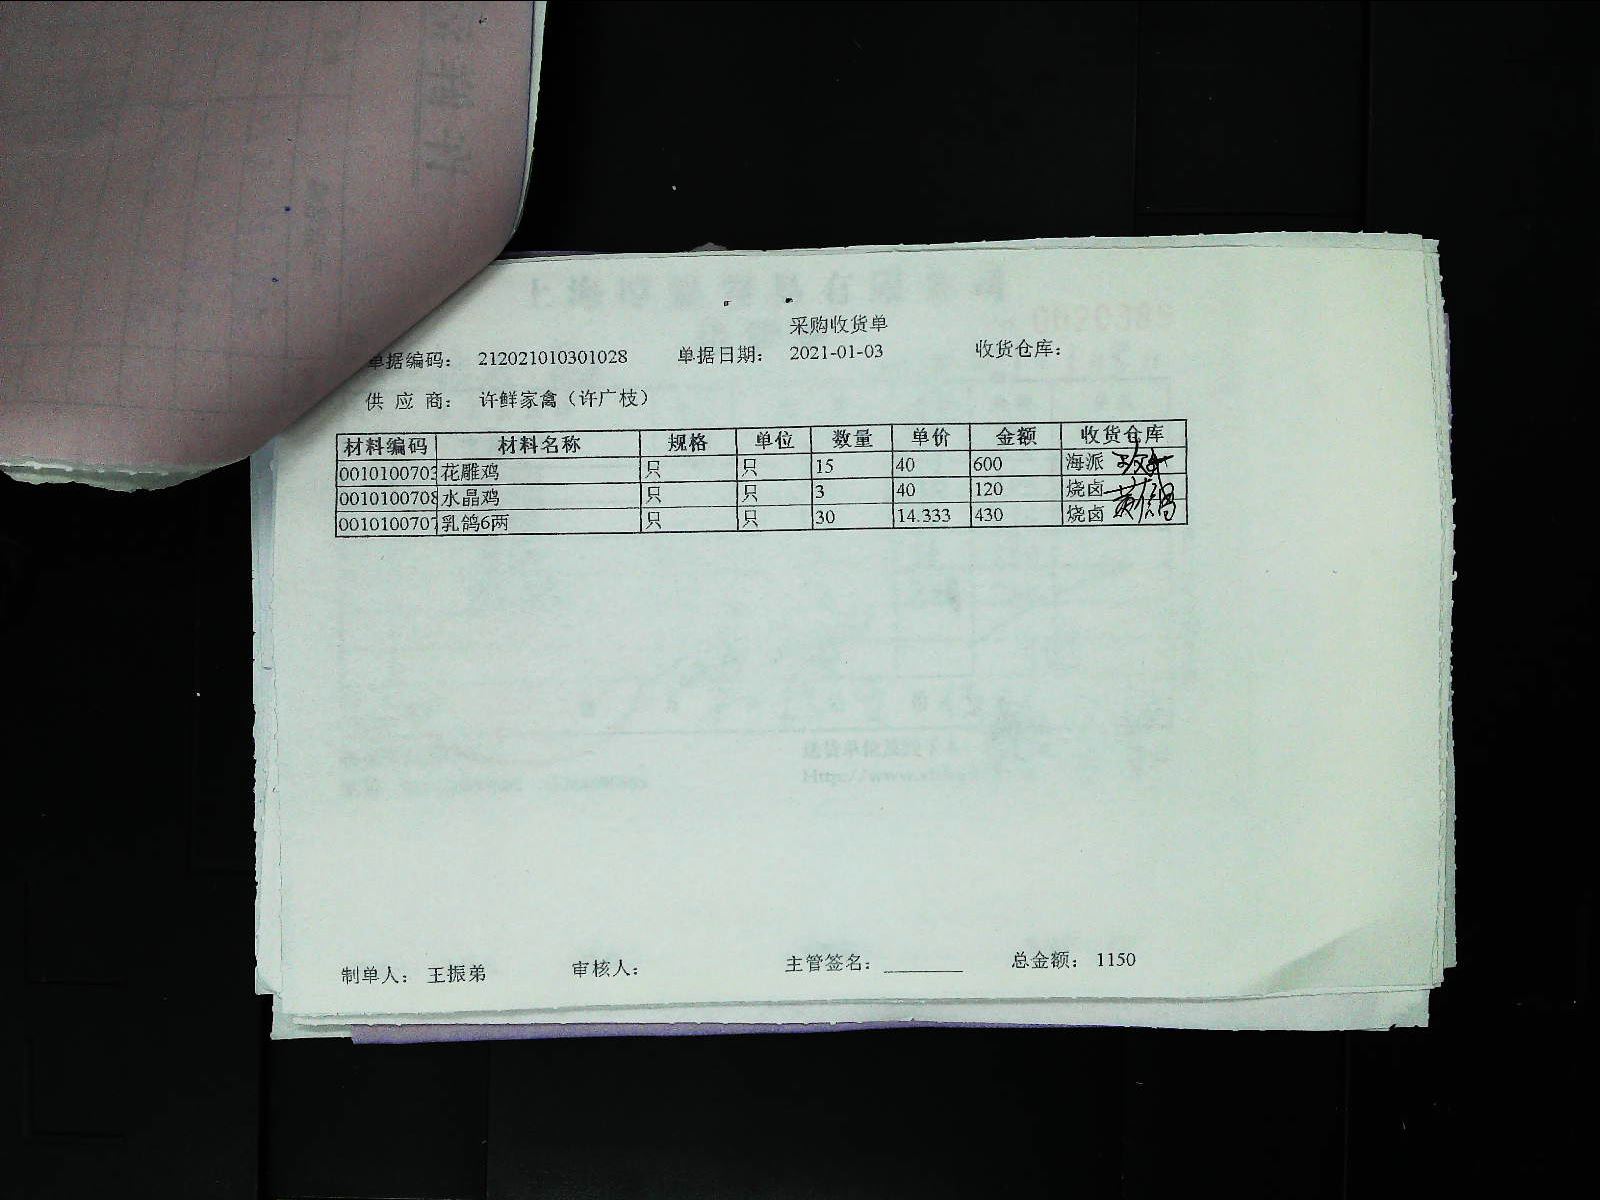 采购收货单
单据编码： 212021010301028 单据日期： 2021-01-03 收货仓库：
供 应 商： 许鲜家禽（许广枝）
材料编码 材料名称 规格 单位 数量 单价 金额 收货仓库
0010100703 花雕鸡 只 只 15 40 600 海派
0010100708 水晶鸡 只 只 3 40 120 烧卤
0010100707 乳鸽6两 只 只 30 14.333 430 烧卤
制单人： 王振弟 审核人： 主管签名： 总金额： 1150